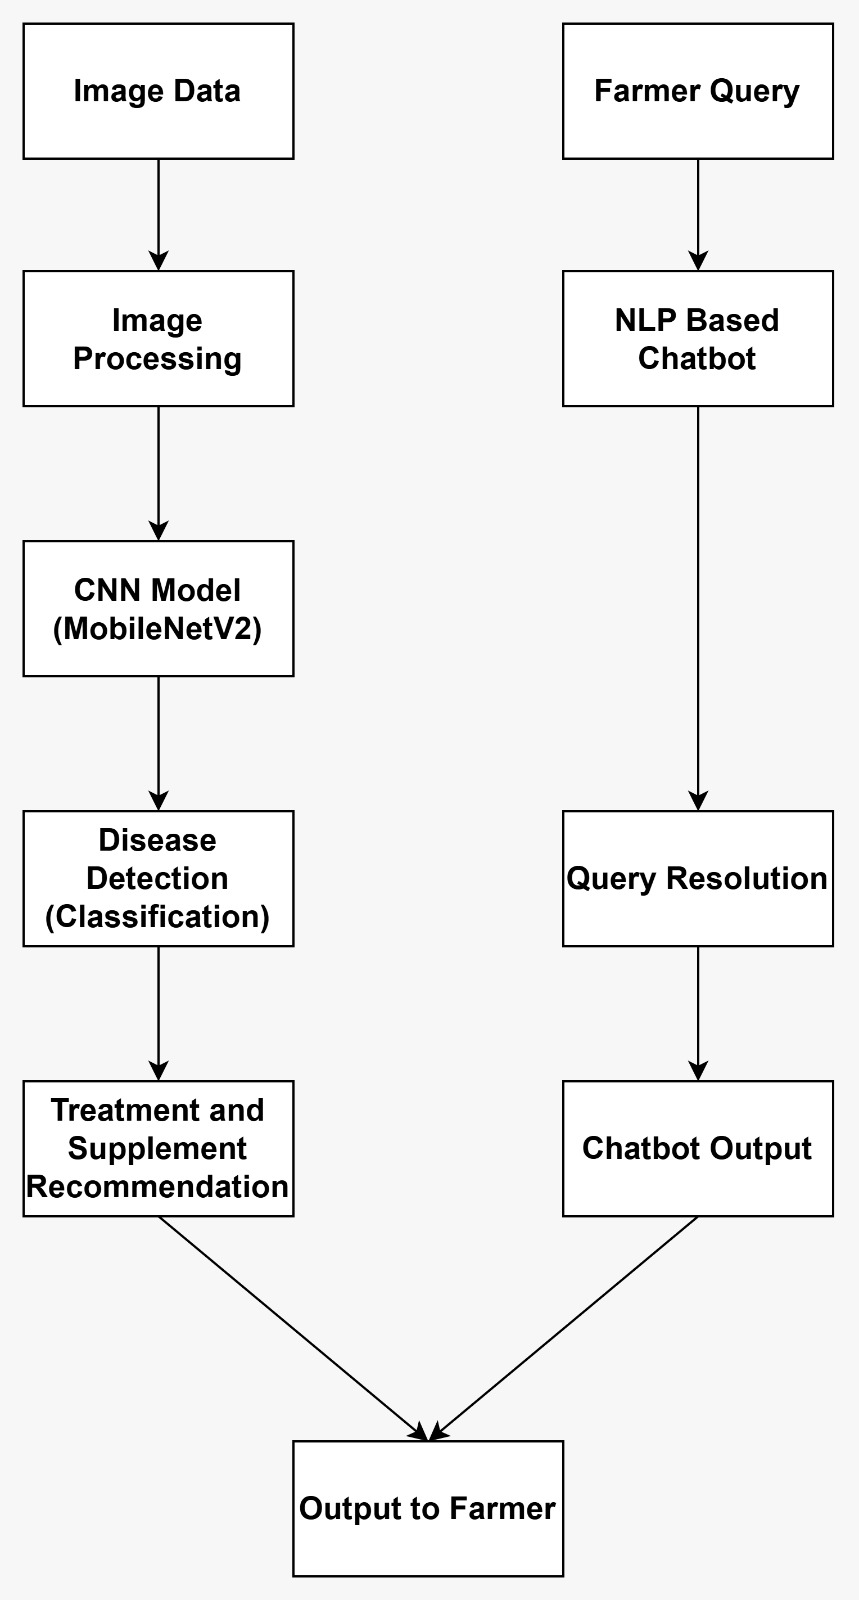 Image Data
Farmer Query
Image
Processing
NLP Based
Chatbot
CNN Model
(MobileNetV2)
Disease
Detection
(Classification)
Query Resolution
Treatment and
Supplement
Recommendation
Chatbot Output
Output to Farmer